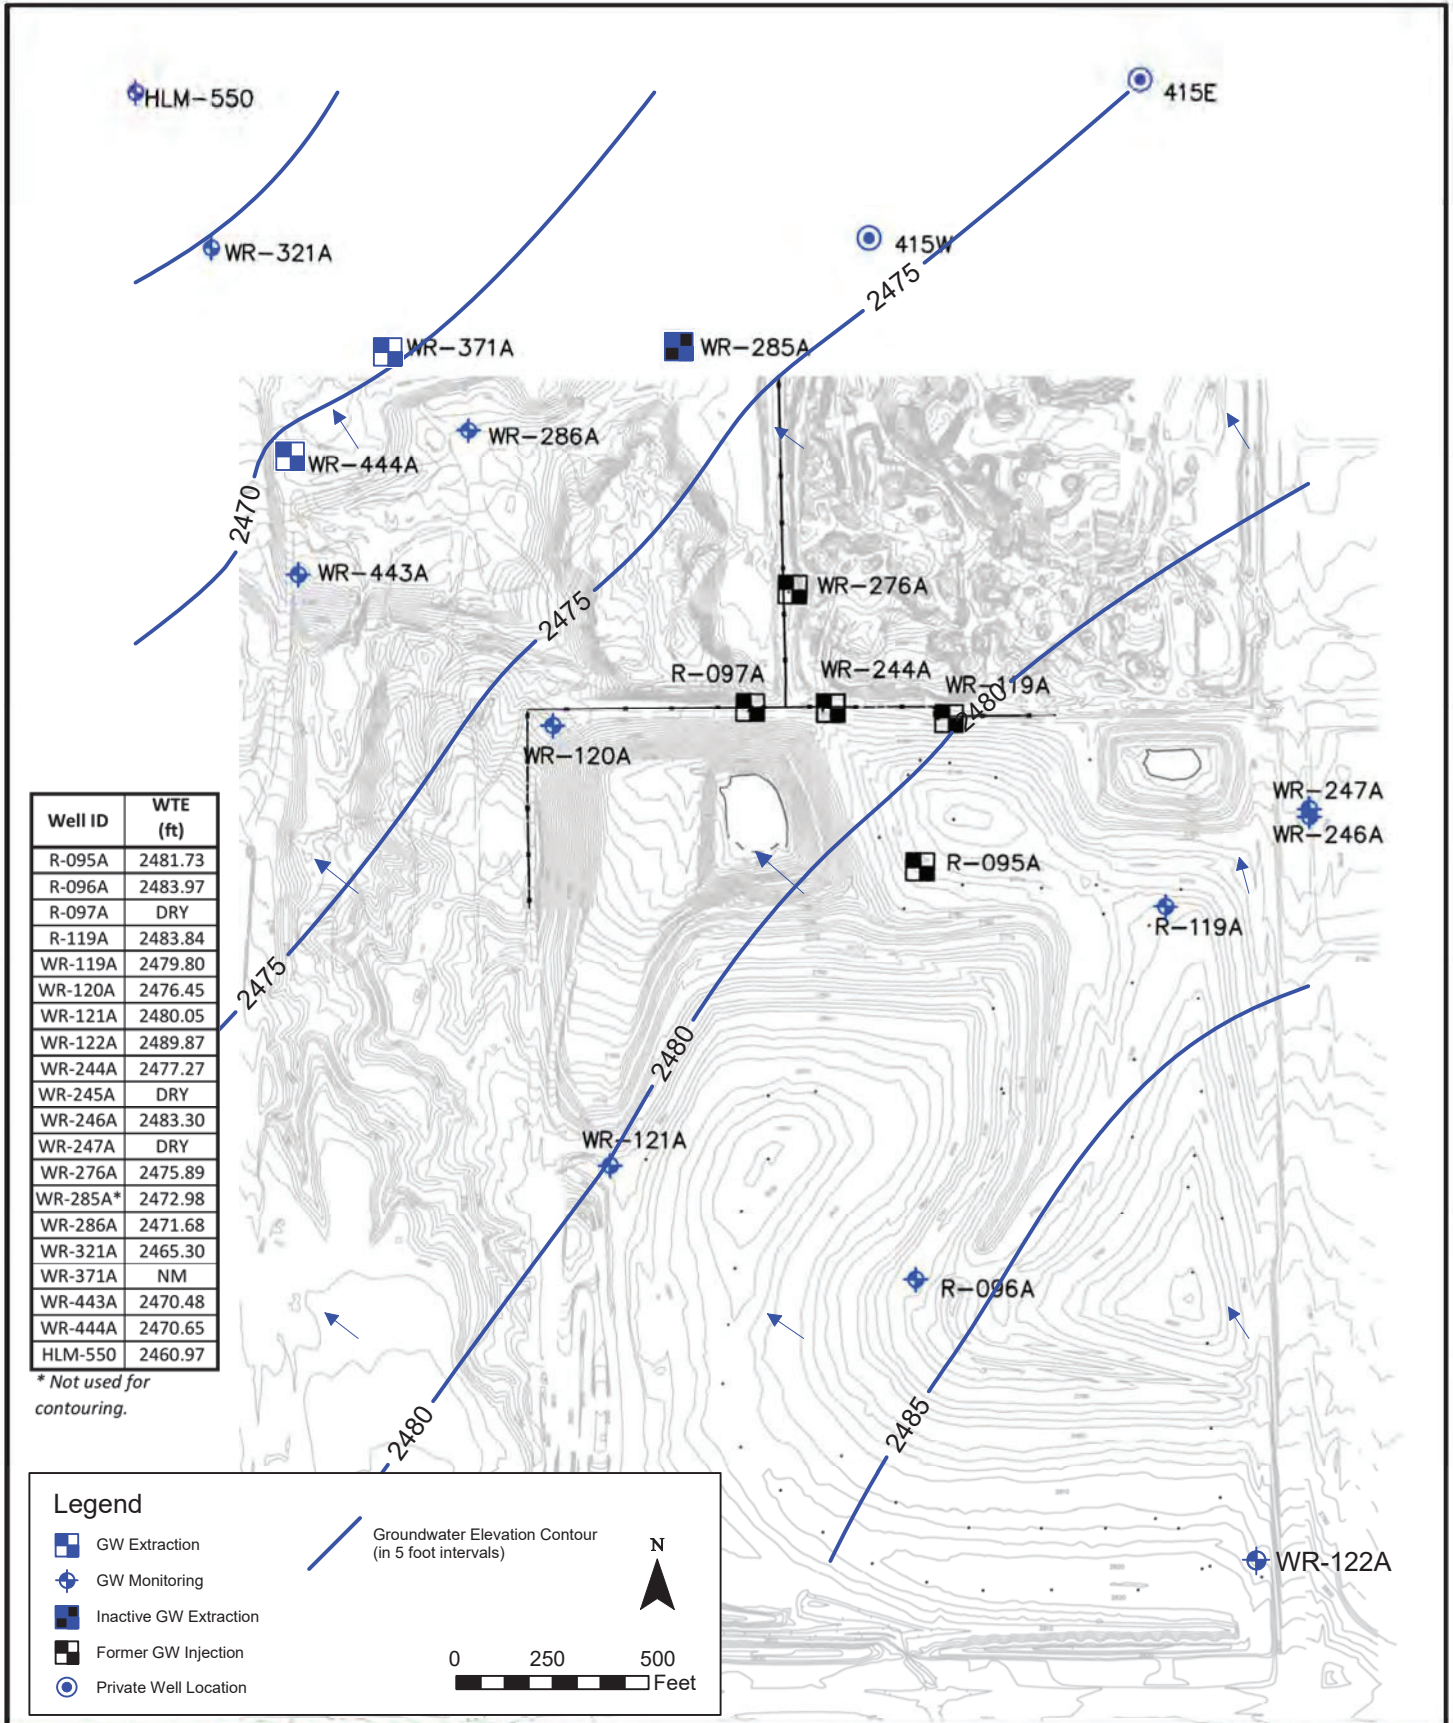 HLM-550
415E
WR-321A
415W
2475
WR-371A
WR-285A
WR-286A
WR-444A
2470
WR-443A
WR-276A
2475
R-097A
WR-244A
WR-119A
2480
WR-120A
WR-247A
WR-246A
R-095A
R-119A
2475
2480
WR-121A
R-096A
2480
2485
WR-122A
Well ID WTE (ft)
R-095A 2481.73
R-096A 2483.97
R-097A DRY
R-119A 2483.84
WR-119A 2479.80
WR-120A 2476.45
WR-121A 2480.05
WR-122A 2489.87
WR-244A 2477.27
WR-245A DRY
WR-246A 2483.30
WR-247A DRY
WR-276A 2475.89
WR-285A* 2472.98
WR-286A 2471.68
WR-321A 2465.30
WR-371A NM
WR-443A 2470.48
WR-444A 2470.65
HLM-550 2460.97
* Not used for
contouring.
Legend
GW Extraction
GW Monitoring
Inactive GW Extraction
Former GW Injection
Private Well Location
Groundwater Elevation Contour
(in 5 foot intervals)
N
0 250 500
Feet